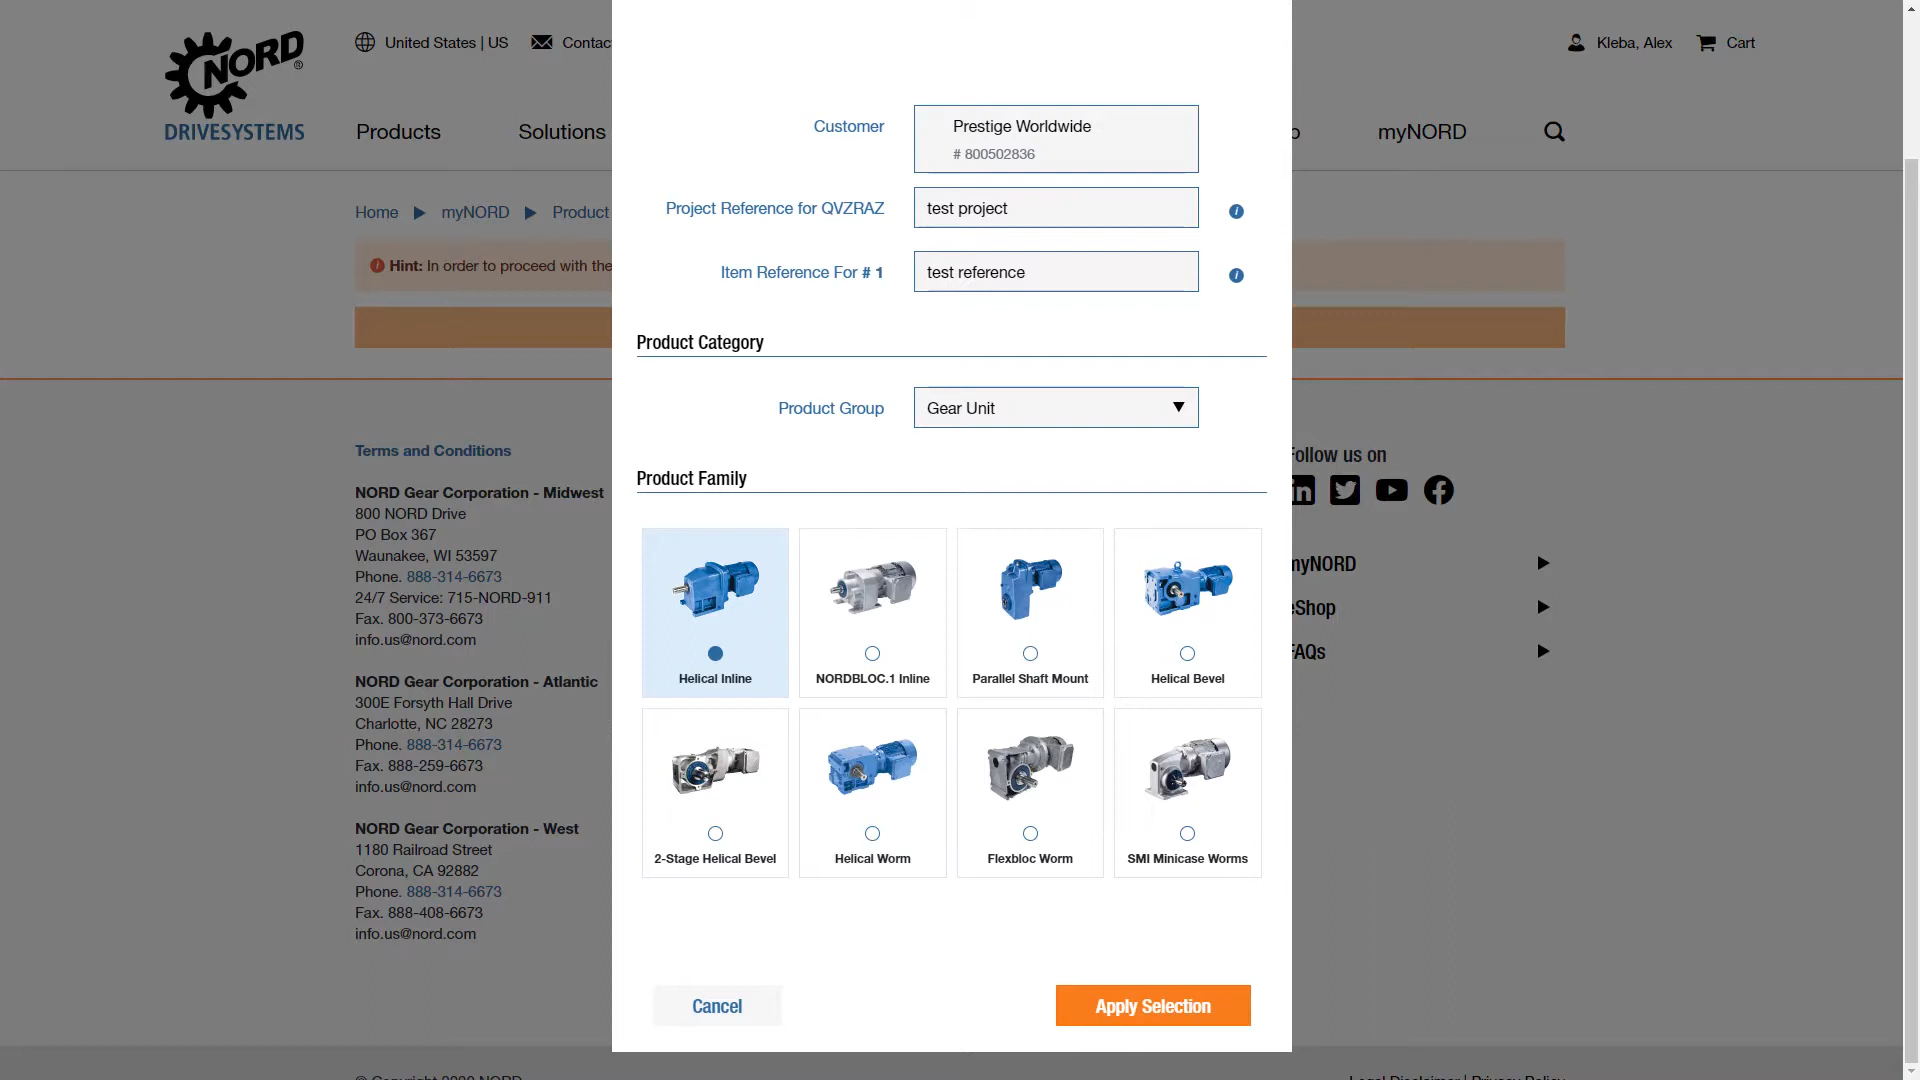 NORD
®
DRIVESYSTEMS
United States | US
Kleba, Alex
Cart
Products
Solutions
myNORD
Home
myNORD
Product
Hint: In order to proceed with the
Customer
Prestige Worldwide
# 800502836
Project Reference for QVZRAZ
test project
Item Reference For # 1
test reference
Product Category
Product Group
Gear Unit
Product Family
Helical Inline
NORDBLOC.1 Inline
Parallel Shaft Mount
Helical Bevel
2-Stage Helical Bevel
Helical Worm
Flexbloc Worm
SMI Minicase Worms
Cancel
Apply Selection
Terms and Conditions
NORD Gear Corporation - Midwest
800 NORD Drive
PO Box 367
Waunakee, WI 53597
Phone. 888-314-6673
24/7 Service: 715-NORD-911
Fax. 800-373-6673
info.us@nord.com
NORD Gear Corporation - Atlantic
300E Forsyth Hall Drive
Charlotte, NC 28273
Phone. 888-314-6673
Fax. 888-259-6673
info.us@nord.com
NORD Gear Corporation - West
1180 Railroad Street
Corona, CA 92882
Phone. 888-314-6673
Fax. 888-408-6673
info.us@nord.com
Follow us on
myNORD
eShop
FAQs
Legal Disclaimer | Privacy Policy